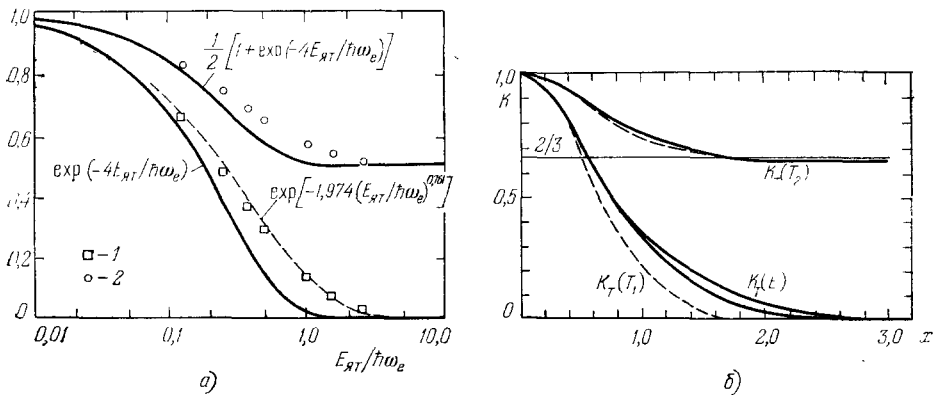 а)
1,0
0,8
0,6
0,4
0,2
0
0,01
0,1
1,0
10,0
E_ЯТ/ħω_e
1/2 [1 + exp(-4E_ЯТ/ħω_e)]
exp(-4E_ЯТ/ħω_e)
exp[-1,974 (E_ЯТ/ħω_e)^0,761]
□ -1
○ -2
а)
1,0
K
2/3
0,5
0
1,0
2,0
3,0
x
K_T(T_1)
K_T(E)
б)